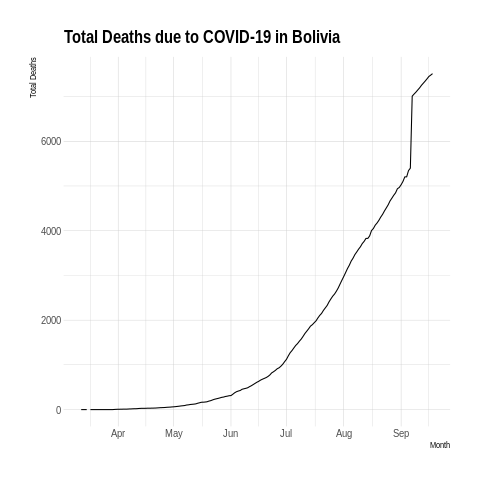 Total Deaths due to COVID-19 in Bolivia
Total Deaths
6000
4000
2000
0
Apr May Jun Jul Aug Sep
Month